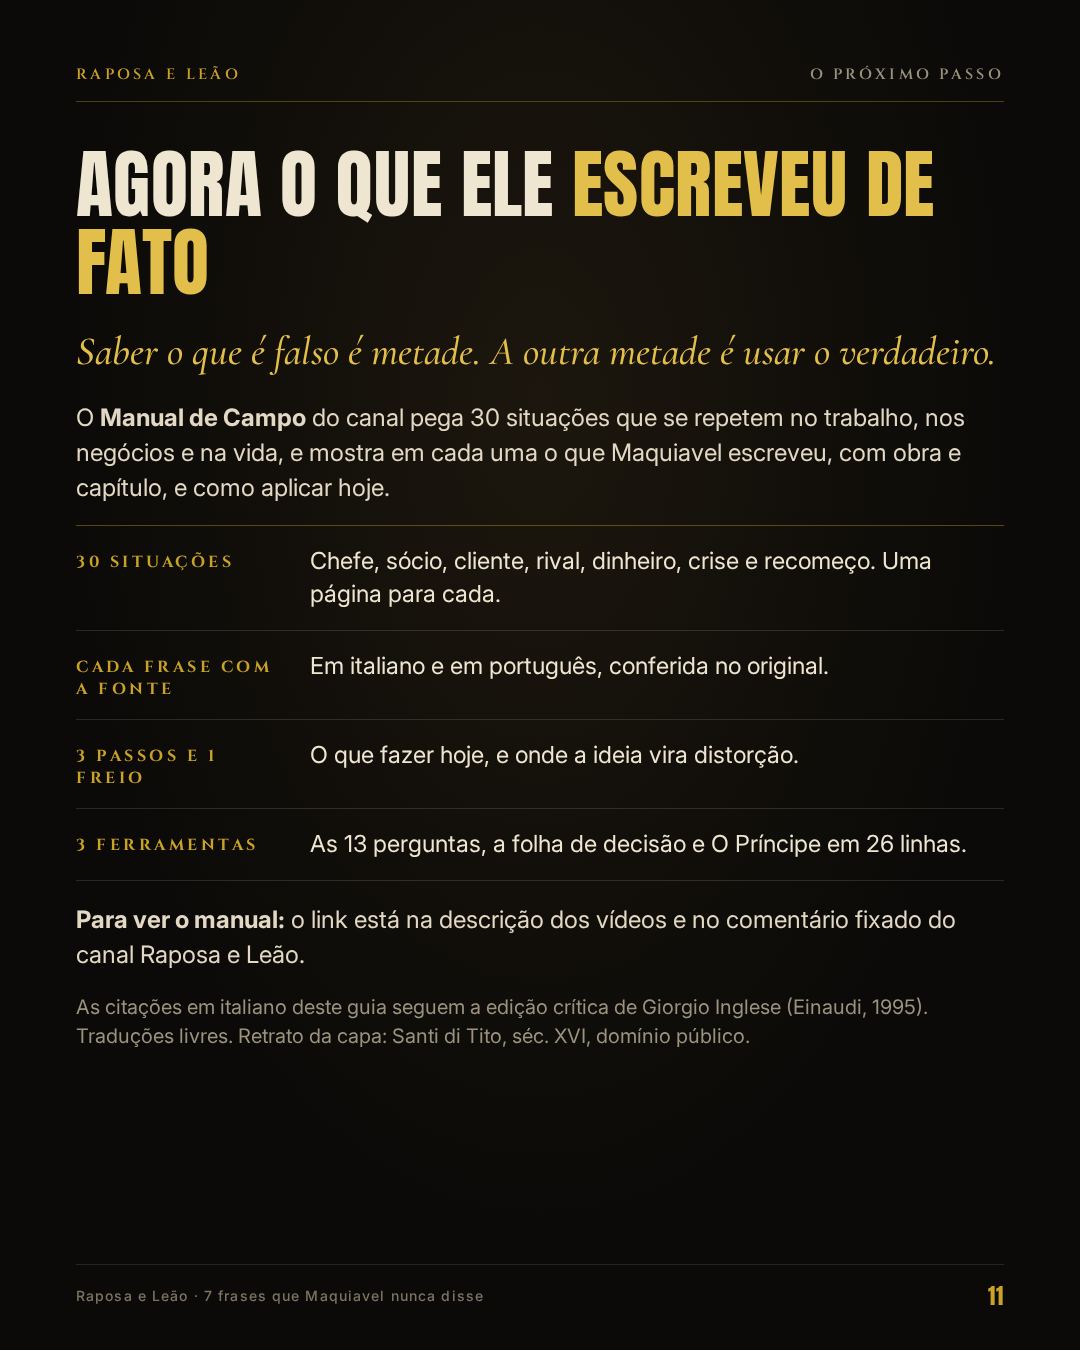 RAPOSA E LEÃO
O PRÓXIMO PASSO
AGORA O QUE ELE ESCREVEU DE
FATO
Saber o que é falso é metade. A outra metade é usar o verdadeiro.
O Manual de Campo do canal pega 30 situações que se repetem no trabalho, nos
negócios e na vida, e mostra em cada uma o que Maquiavel escreveu, com obra e
capítulo, e como aplicar hoje.
30 SITUAÇÕES
Chefe, sócio, cliente, rival, dinheiro, crise e recomeço. Uma
página para cada.
CADA FRASE COM
A FONTE
Em italiano e em português, conferida no original.
3 PASSOS E 1
FREIO
O que fazer hoje, e onde a ideia vira distorção.
3 FERRAMENTAS
As 13 perguntas, a folha de decisão e O Príncipe em 26 linhas.
Para ver o manual: o link está na descrição dos vídeos e no comentário fixado do
canal Raposa e Leão.
As citações em italiano deste guia seguem a edição crítica de Giorgio Inglese (Einaudi, 1995).
Traduções livres. Retrato da capa: Santi di Tito, séc. XVI, domínio público.
Raposa e Leão · 7 frases que Maquiavel nunca disse
11